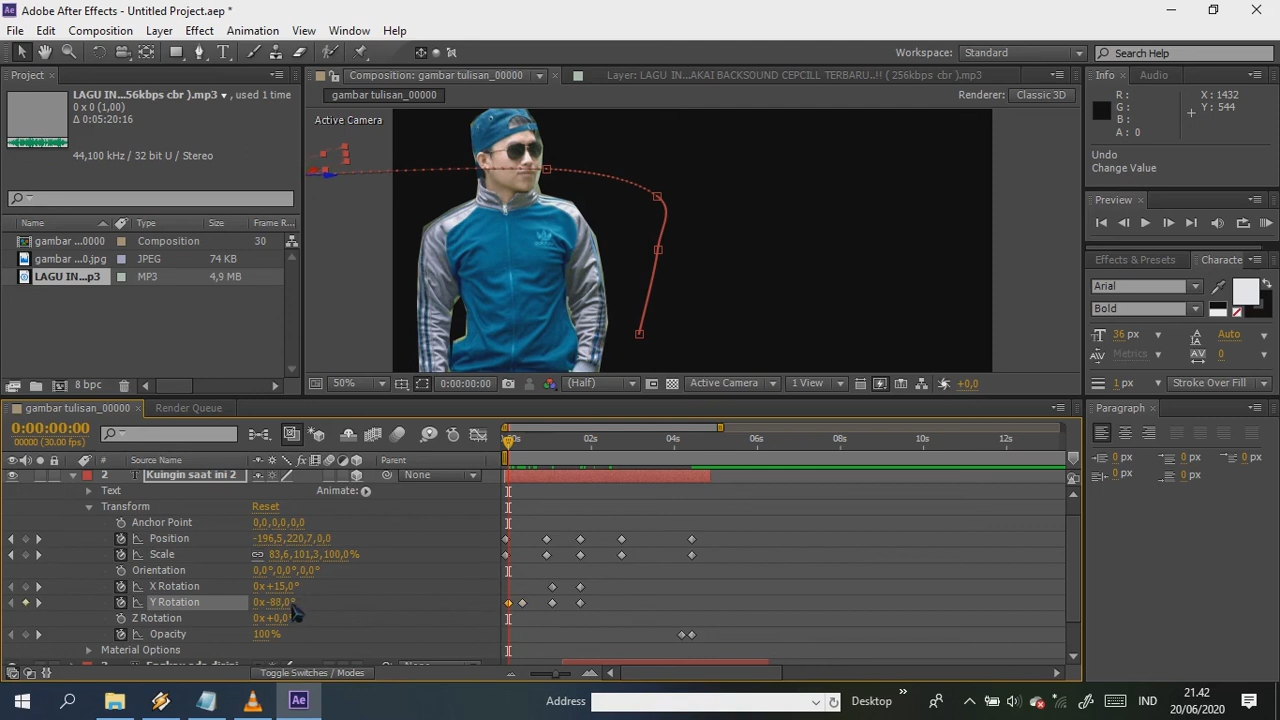 Adobe After Effects - Untitled Project.aep *
File Edit Composition Layer Effect Animation View Window Help
Workspace: Standard Search Help
Project
Composition: gambar tulisan_00000
Layer: LAGU IN...AKAI BACKSOUND CEPCILL TERBARU..!! ( 256kbps cbr ).mp3
Info Audio
LAGU IN...56kbps cbr ).mp3 , used 1 time
0 x 0 (1,00)
Δ 0:05:20:16
44,100 kHz / 32 bit U / Stereo
gambar tulisan_00000
Renderer: Classic 3D
Active Camera
R:
G:
B:
A: 0
X: 1432
Y: 544
Undo
Change Value
Preview
Name Type Size Frame R...
gambar ...0000 Composition 30
gambar ...0.jpg JPEG 74 KB
LAGU IN...p3 MP3 4,9 MB
adidas
Effects & Presets Characte
Arial
Bold
36 px Auto
Metrics 0
1 px Stroke Over Fill
8 bpc
50% 0:00:00:00 (Half) Active Camera 1 View +0,0
gambar tulisan_00000 Render Queue
Paragraph
0:00:00:00
00000 (30.00 fps)
02s 04s 06s 08s 10s 12s
# Source Name Parent
0 px 0 px 0 px
0 px 0 px
2 T Kuingin saat ini 2 None
Text Animate:
Transform Reset
Anchor Point 0,0,0,0,0,0
Position -196,5,220,7,0,0
Scale 83,6,101,3,100,0%
Orientation 0,0°,0,0°,0,0°
X Rotation 0x+15,0°
Y Rotation 0x-88,0°
Z Rotation 0x+0,0°
Opacity 100%
Material Options
Toggle Switches / Modes
Address Desktop IND
21.42
20/06/2020